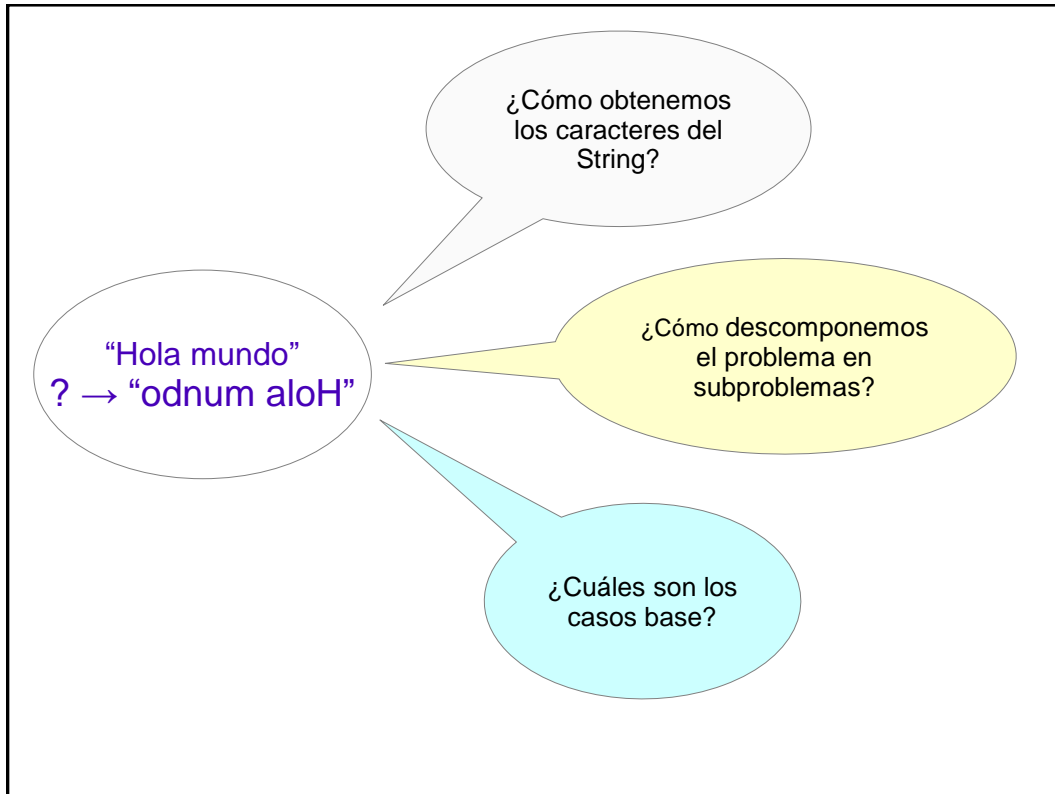 ¿Cómo obtenemos
los caracteres del
String?
“Hola mundo”
? → “odnum aloH”
¿Cómo descomponemos
el problema en
subproblemas?
¿Cuáles son los
casos base?